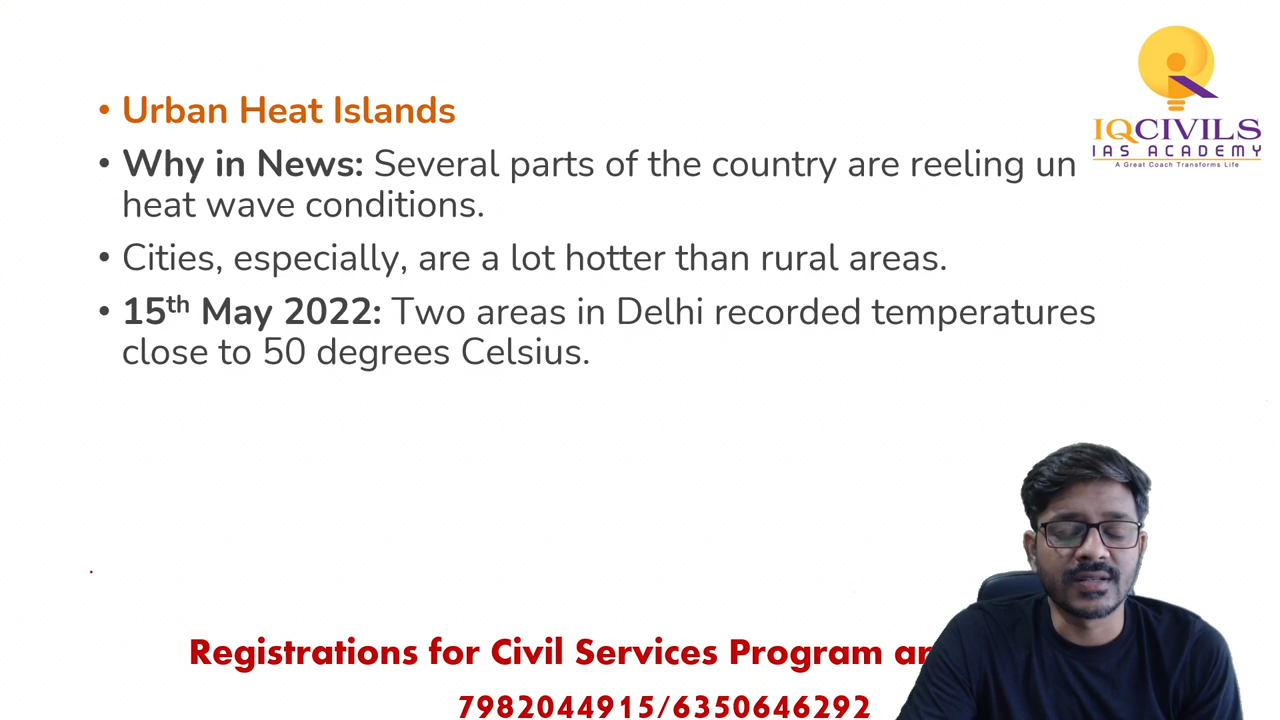 • Urban Heat Islands
• Why in News: Several parts of the country are reeling un
heat wave conditions.
• Cities, especially, are a lot hotter than rural areas.
• 15th May 2022: Two areas in Delhi recorded temperatures
close to 50 degrees Celsius.
IQCIVILS
IAS ACADEMY
A Great Coach Transforms Life
Registrations for Civil Services Program ar
7982044915/6350646292